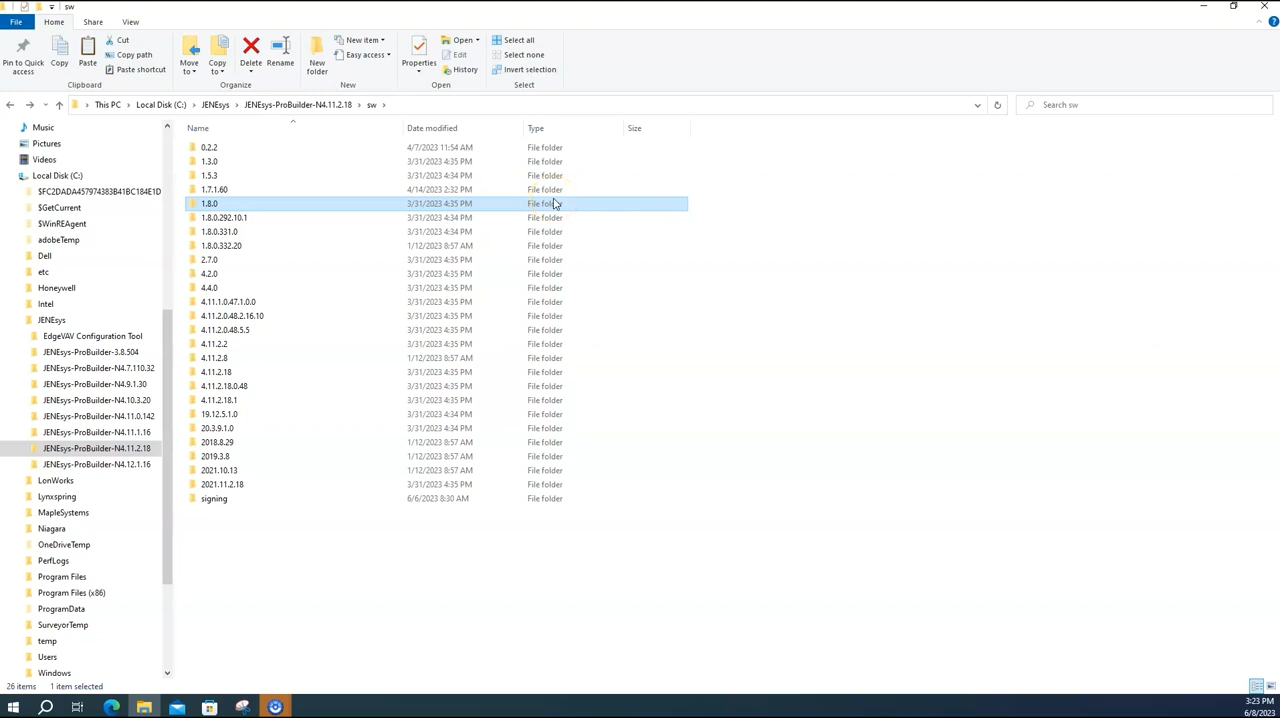 sw
File Home Share View
Pin to Quick access
Copy
Paste
Cut
Copy path
Paste shortcut
Clipboard
Move to
Copy to
Delete
Rename
Organize
New folder
New item
Easy access
New
Properties
Open
Edit
History
Open
Select all
Select none
Invert selection
Select
This PC > Local Disk (C:) > JENEsys > JENEsys-ProBuilder-N4.11.2.18 > sw >
Search sw
Music
Pictures
Videos
Local Disk (C:)
$FC2DADA457974383B41BC184E1D
$GetCurrent
$WinREAgent
adobeTemp
Dell
etc
Honeywell
Intel
JENEsys
EdgeVAV Configuration Tool
JENEsys-ProBuilder-3.8.504
JENEsys-ProBuilder-N4.7.110.32
JENEsys-ProBuilder-N4.9.1.30
JENEsys-ProBuilder-N4.10.3.20
JENEsys-ProBuilder-N4.11.0.142
JENEsys-ProBuilder-N4.11.1.16
JENEsys-ProBuilder-N4.11.2.18
JENEsys-ProBuilder-N4.12.1.16
LonWorks
Lynxspring
MapleSystems
Niagara
OneDriveTemp
PerfLogs
Program Files
Program Files (x86)
ProgramData
SurveyorTemp
temp
Users
Windows
Name Date modified Type Size
0.2.2 4/7/2023 11:54 AM File folder
1.3.0 3/31/2023 4:35 PM File folder
1.5.3 3/31/2023 4:34 PM File folder
1.7.1.60 4/14/2023 2:32 PM File folder
1.8.0 3/31/2023 4:35 PM File folder
1.8.0.292.10.1 3/31/2023 4:34 PM File folder
1.8.0.331.0 3/31/2023 4:34 PM File folder
1.8.0.332.20 1/12/2023 8:57 AM File folder
2.7.0 3/31/2023 4:35 PM File folder
4.2.0 3/31/2023 4:35 PM File folder
4.4.0 3/31/2023 4:35 PM File folder
4.11.1.0.47.1.0.0 3/31/2023 4:35 PM File folder
4.11.2.0.48.2.16.10 3/31/2023 4:35 PM File folder
4.11.2.0.48.5.5 3/31/2023 4:35 PM File folder
4.11.2.2 3/31/2023 4:35 PM File folder
4.11.2.8 1/12/2023 8:57 AM File folder
4.11.2.18 3/31/2023 4:35 PM File folder
4.11.2.18.0.48 3/31/2023 4:35 PM File folder
4.11.2.18.1 3/31/2023 4:35 PM File folder
19.12.5.1.0 3/31/2023 4:34 PM File folder
20.3.9.1.0 3/31/2023 4:34 PM File folder
2018.8.29 1/12/2023 8:57 AM File folder
2019.3.8 1/12/2023 8:57 AM File folder
2021.10.13 1/12/2023 8:57 AM File folder
2021.11.2.18 3/31/2023 4:35 PM File folder
signing 6/6/2023 8:30 AM File folder
26 items 1 item selected
3:23 PM
6/8/2023